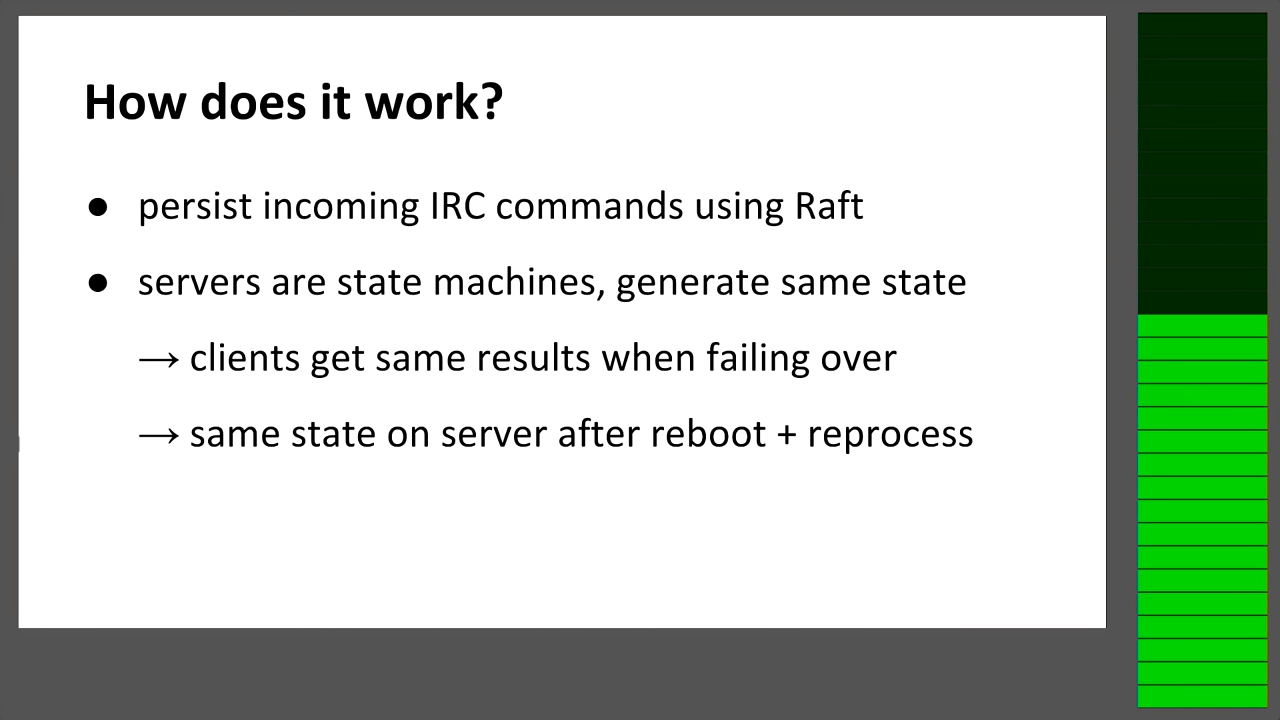 How does it work?
● persist incoming IRC commands using Raft
● servers are state machines, generate same state
→ clients get same results when failing over
→ same state on server after reboot + reprocess